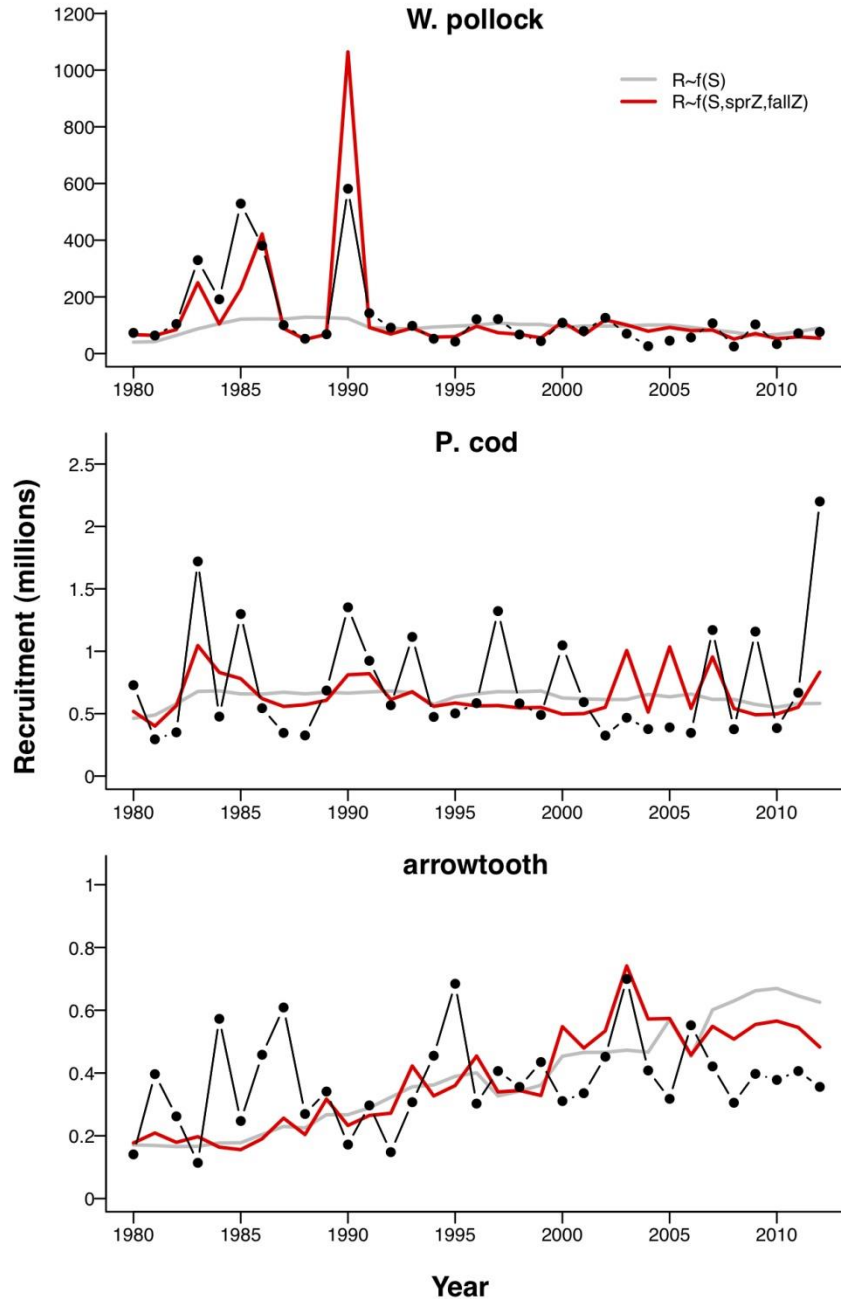 W. pollock
1200
1000
800
600
400
200
0
R~f(S)
R~f(S,sprZ,fallZ)
1980 1985 1990 1995 2000 2005 2010
P. cod
2.5
2
1.5
1
0.5
0
1980 1985 1990 1995 2000 2005 2010
Recruitment (millions)
arrowtooth
1
0.8
0.6
0.4
0.2
0
1980 1985 1990 1995 2000 2005 2010
Year